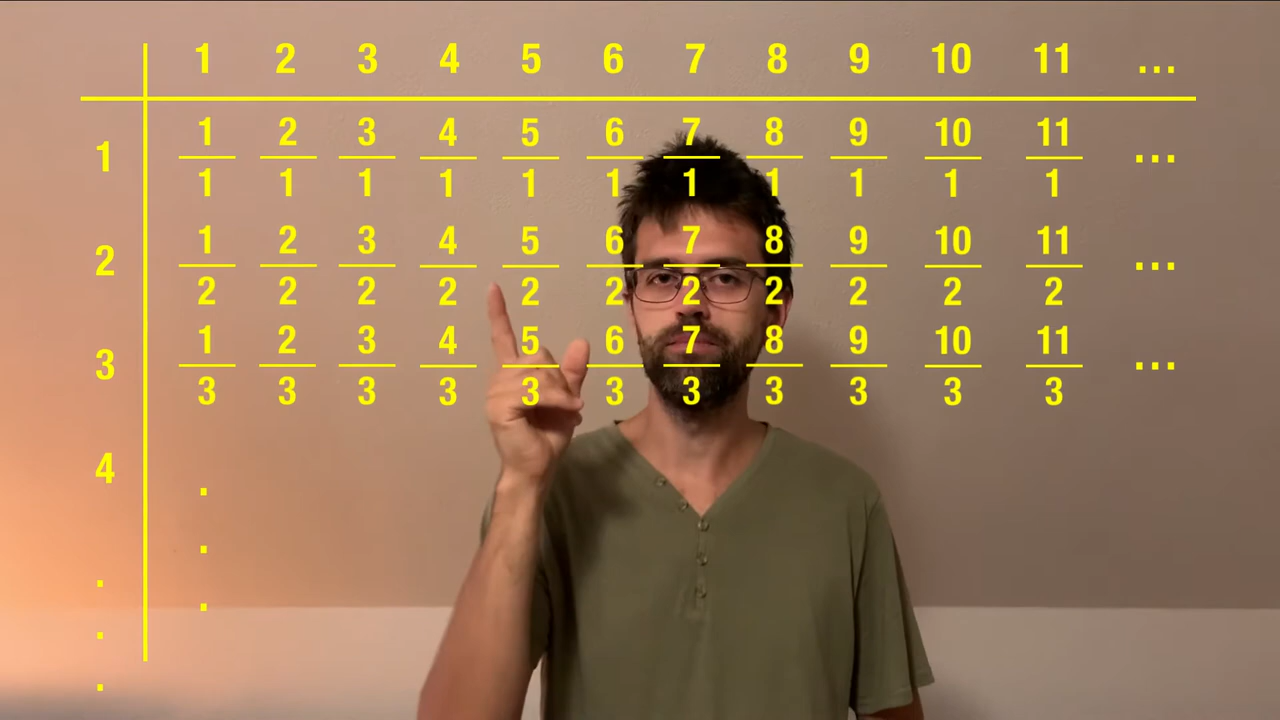 1 2 3 4 5 6 7 8 9 10 11 ...
1 1/1 2/1 3/1 4/1 5/1 6/1 7/1 8/1 9/1 10/1 11/1 ...
2 1/2 2/2 3/2 4/2 5/2 6/2 7/2 8/2 9/2 10/2 11/2 ...
3 1/3 2/3 3/3 4/3 5/3 6/3 7/3 8/3 9/3 10/3 11/3 ...
4 .
. .
. .
.